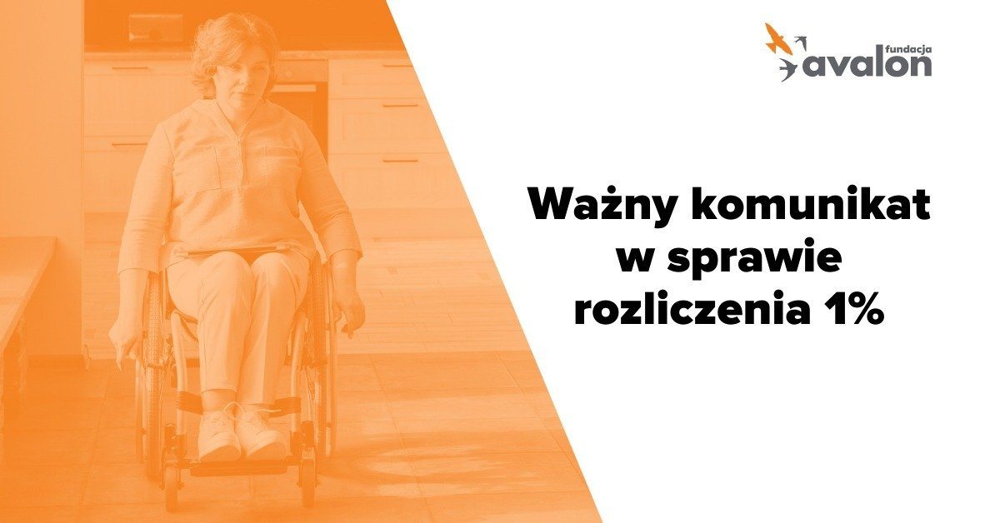 fundacja
avalon
Ważny komunikat
w sprawie
rozliczenia 1%